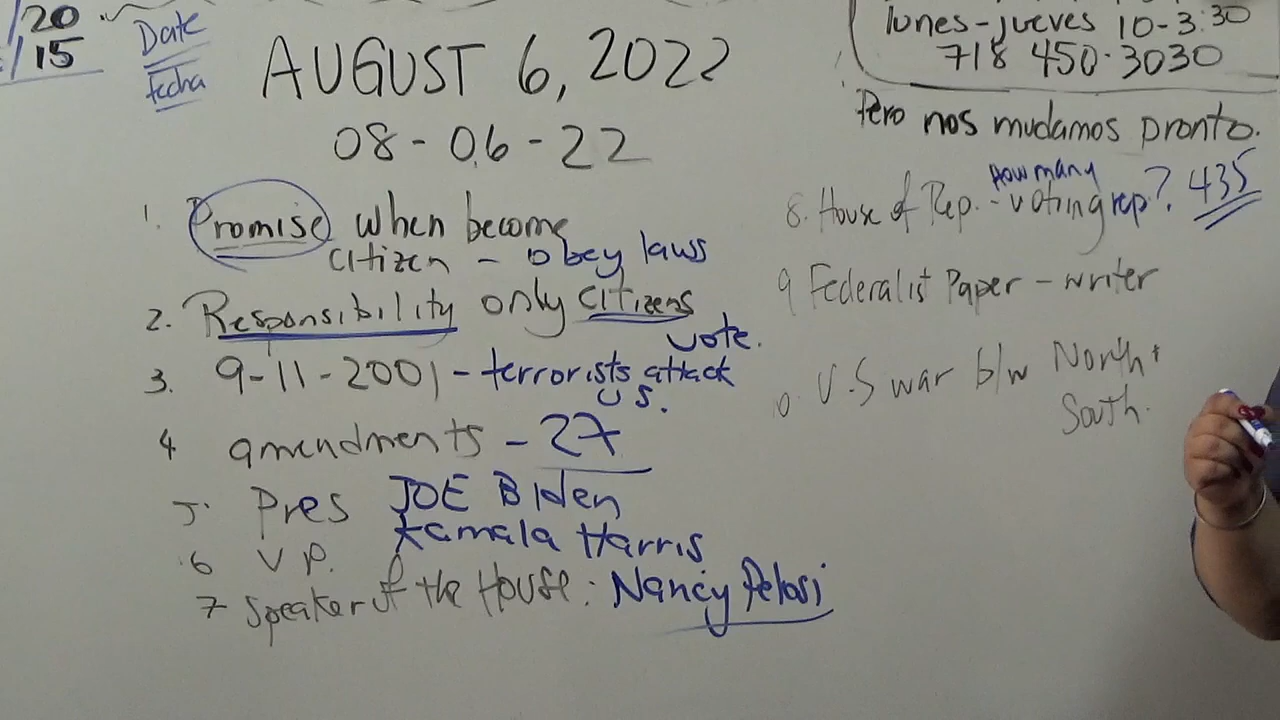 /20
/15
Date
Fecha
AUGUST 6, 2022
08-06-22
1. Promise when become
citizen - obey laws
2. Responsibility only citizens
vote.
3. 9-11-2001 - terrorists attack
U.S.
4 amendments - 27
5. Pres JOE Biden
6 V.P. Kamala Harris
7 Speaker of the House: Nancy Pelosi
lunes-jueves 10-3:30
718 450-3030
Pero nos mudamos pronto.
how many
8. House of Rep. - voting rep? 435
9 Federalist Paper - writer
10. U.S war b/w North +
South.